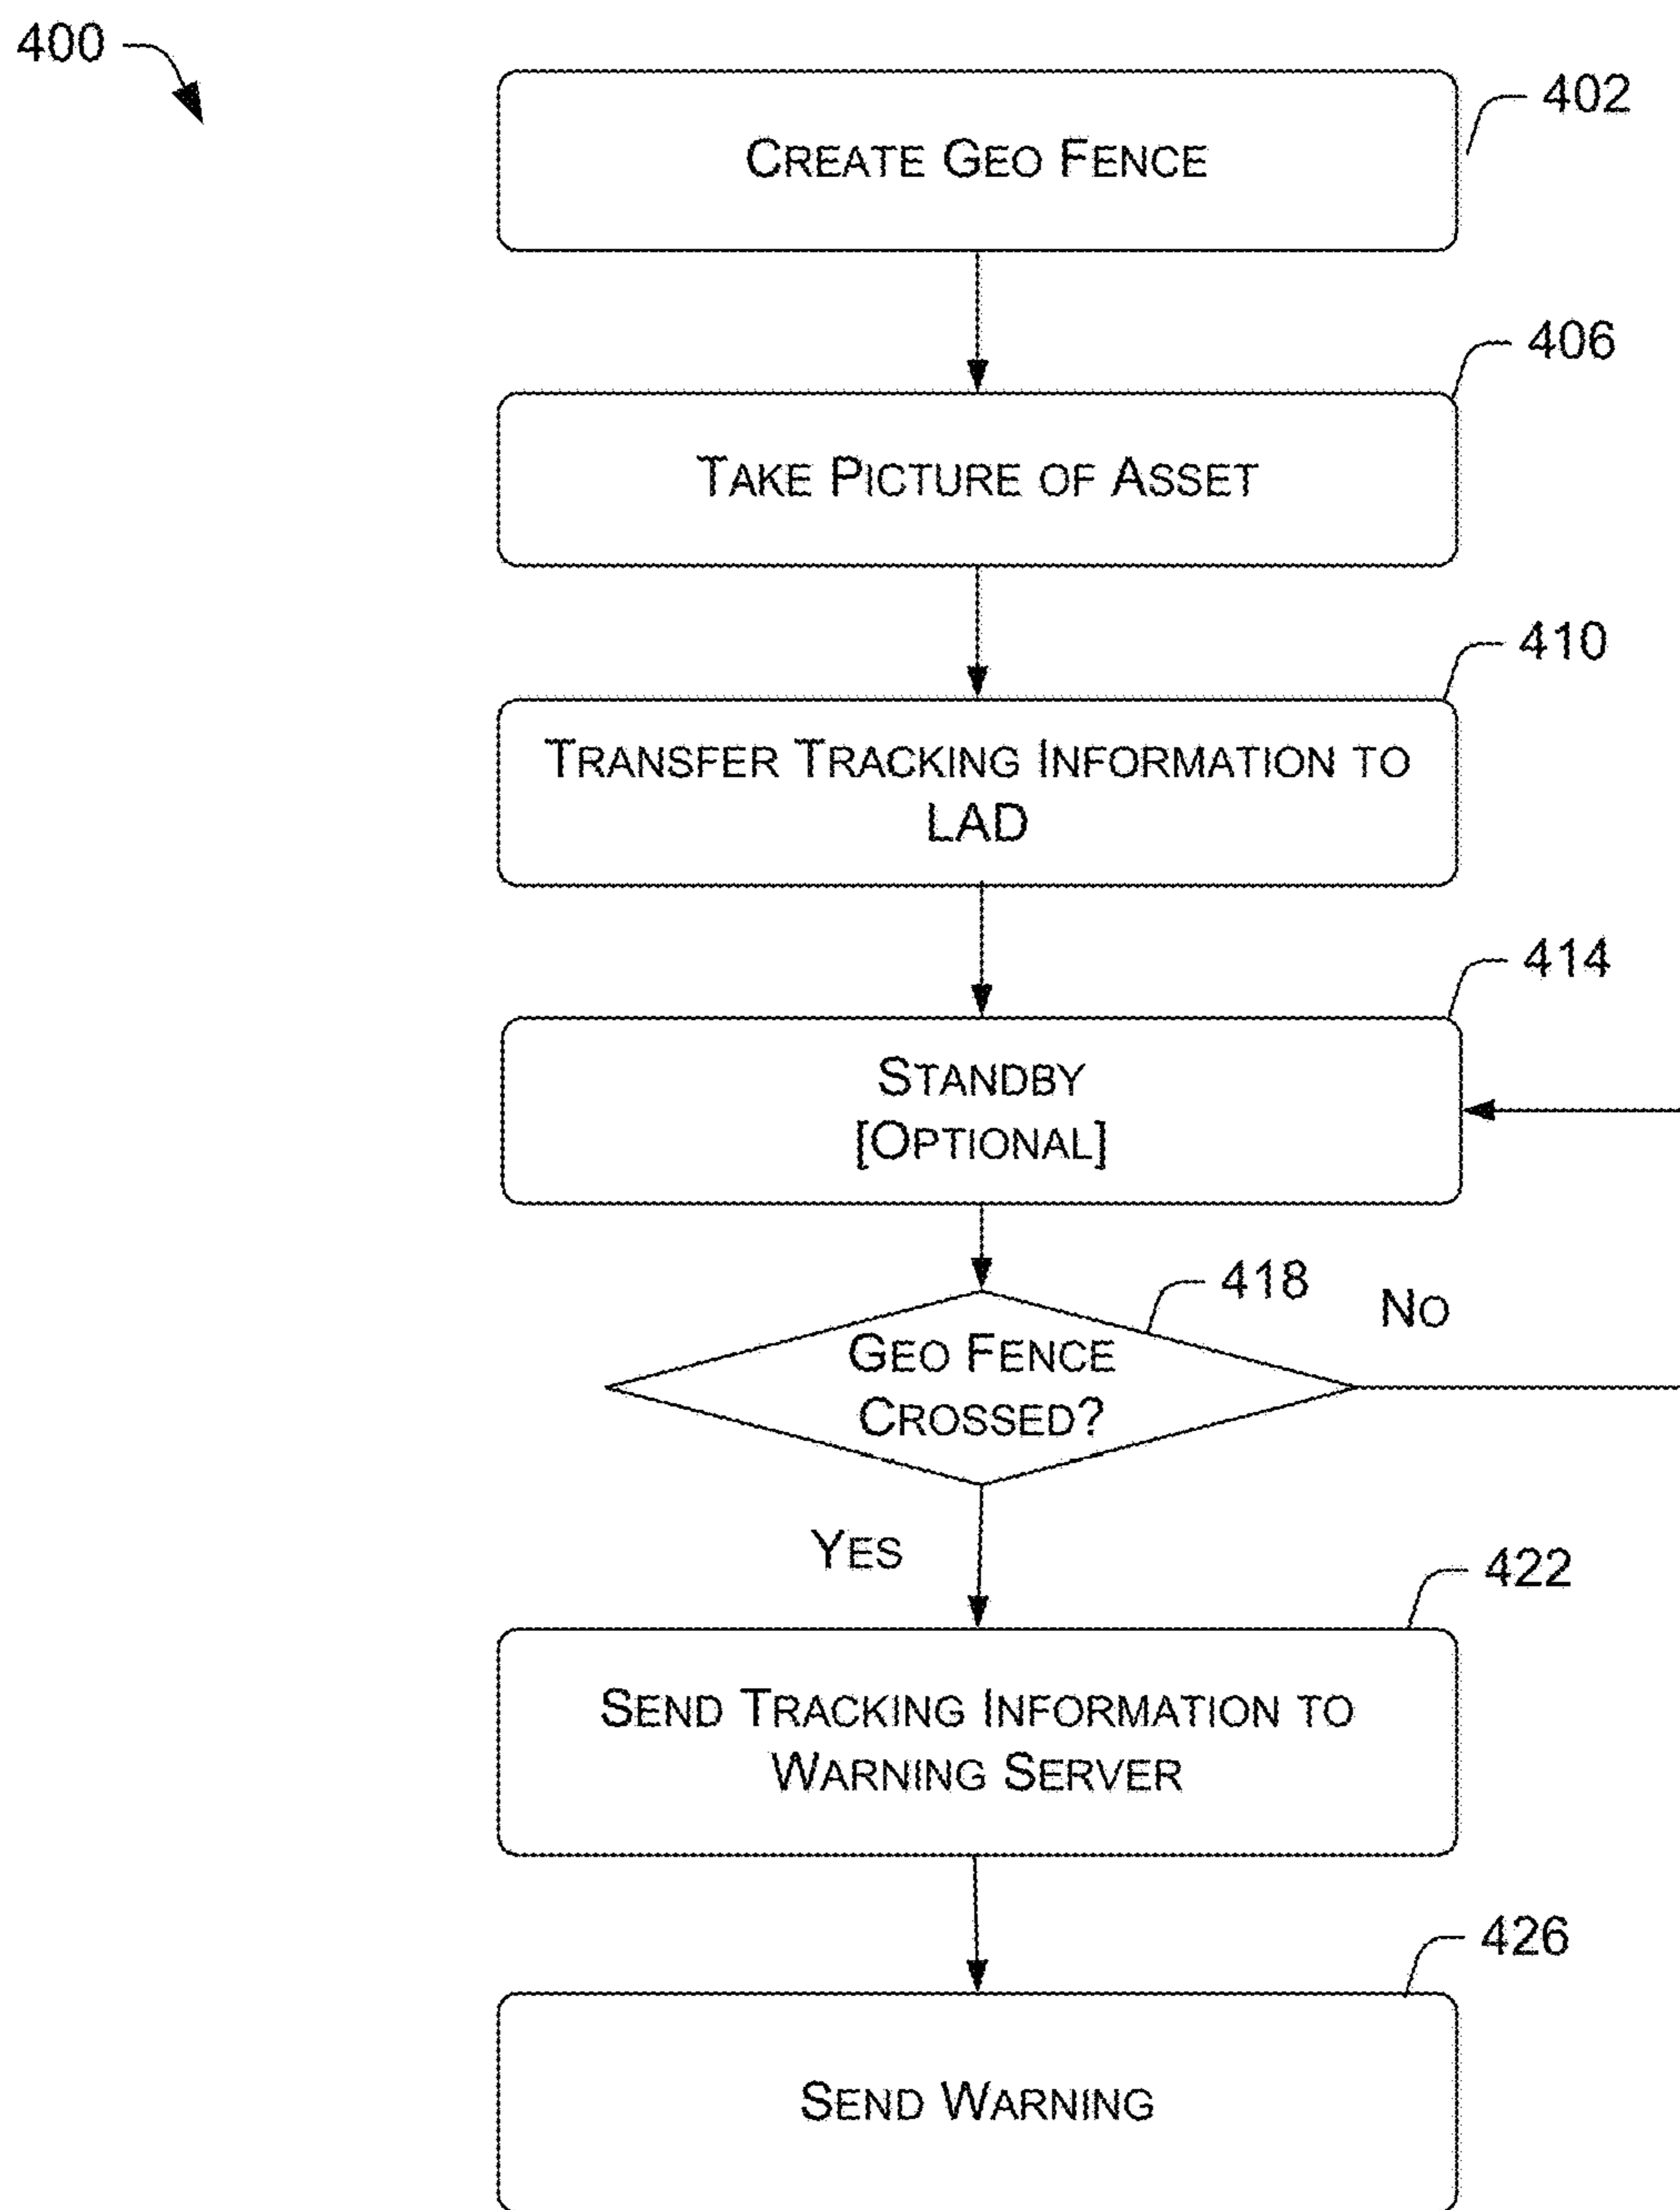 400
402
CREATE GEO FENCE
406
TAKE PICTURE OF ASSET
410
TRANSFER TRACKING INFORMATION TO
LAD
414
STANDBY
[OPTIONAL]
418
NO
GEO FENCE
CROSSED?
YES
422
SEND TRACKING INFORMATION TO
WARNING SERVER
426
SEND WARNING